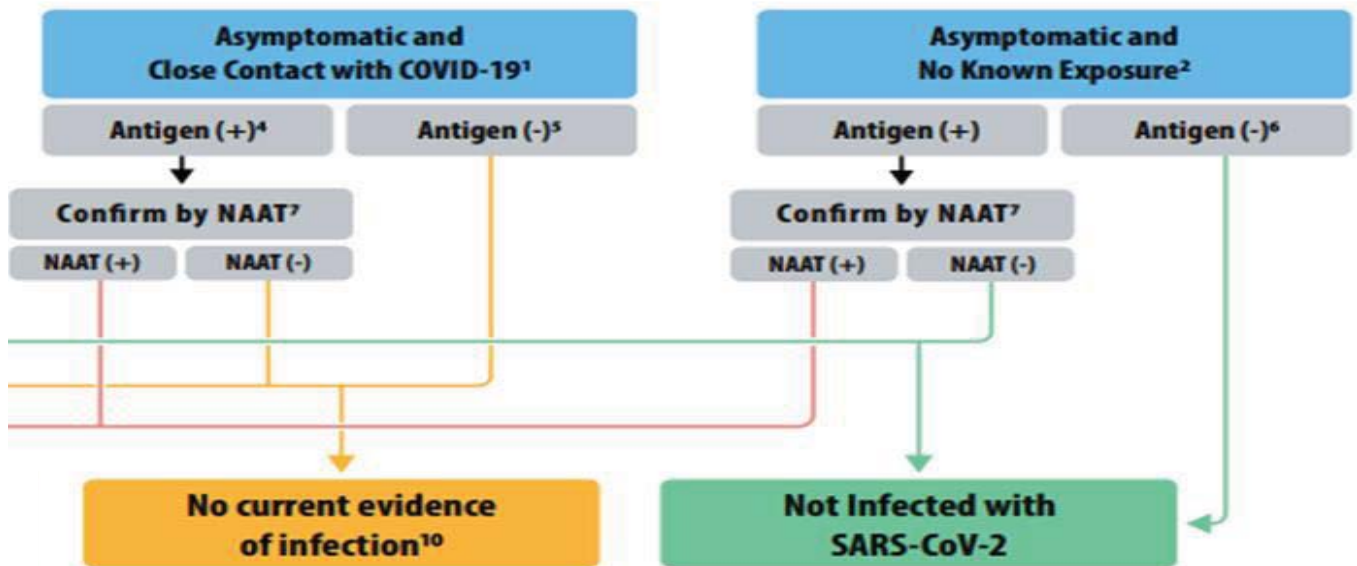 Asymptomatic and
Close Contact with COVID-19¹
Antigen (+)⁴
Antigen (-)⁵
Confirm by NAAT⁷
NAAT (+)
NAAT (-)
No current evidence
of infection¹⁰
Asymptomatic and
No Known Exposure²
Antigen (+)
Antigen (-)⁶
Confirm by NAAT⁷
NAAT (+)
NAAT (-)
Not Infected with
SARS-CoV-2